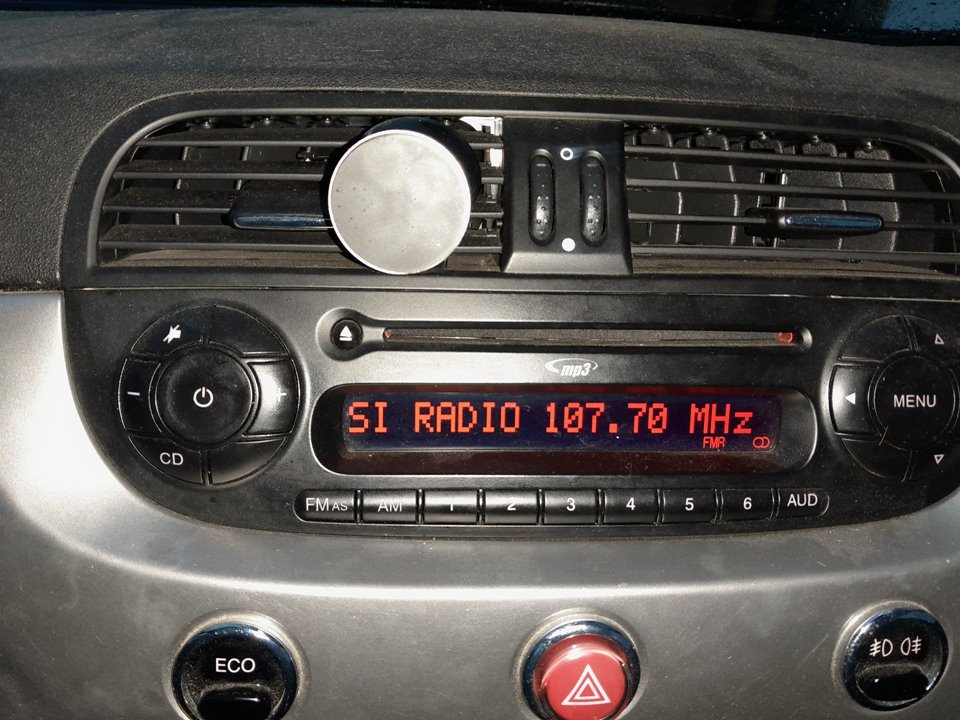 mp3
SI RADIO 107.70 MHz
FMR
MENU
CD
FM AS AM 1 2 3 4 5 6 AUD
ECO